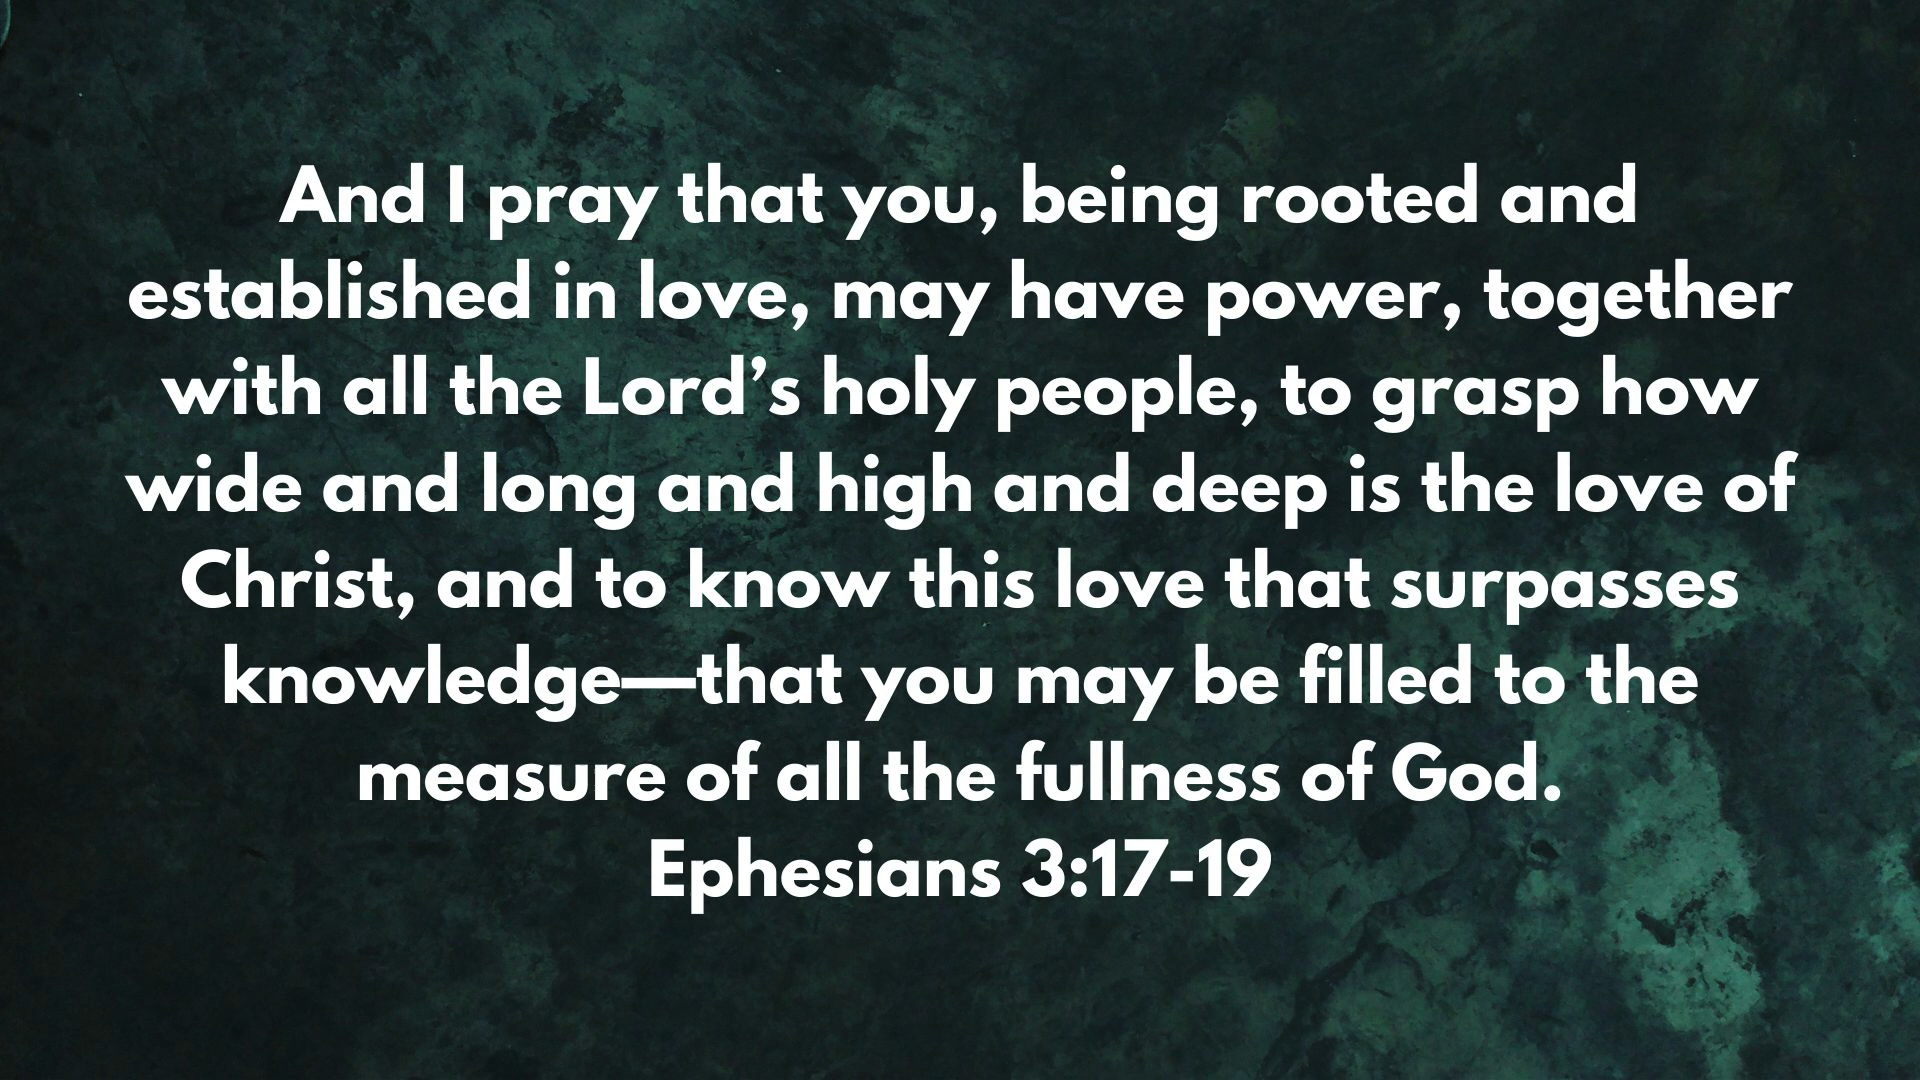 And I pray that you, being rooted and
established in love, may have power, together
with all the Lord’s holy people, to grasp how
wide and long and high and deep is the love of
Christ, and to know this love that surpasses
knowledge—that you may be filled to the
measure of all the fullness of God.
Ephesians 3:17-19